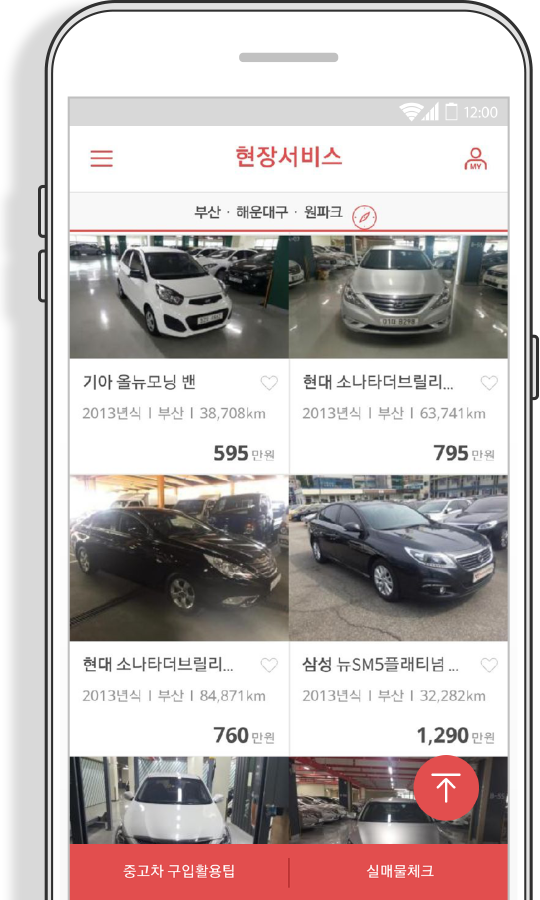 12:00
현장서비스
MY
부산 · 해운대구 · 원파크
기아 올뉴모닝 밴
2013년식 l 부산 l 38,708km
595 만원
현대 소나타더브릴리...
2013년식 l 부산 l 63,741km
795 만원
현대 소나타더브릴리...
2013년식 l 부산 l 84,871km
760 만원
삼성 뉴SM5플래티넘 ...
2013년식 l 부산 l 32,282km
1,290 만원
중고차 구입활용팁
실매물체크